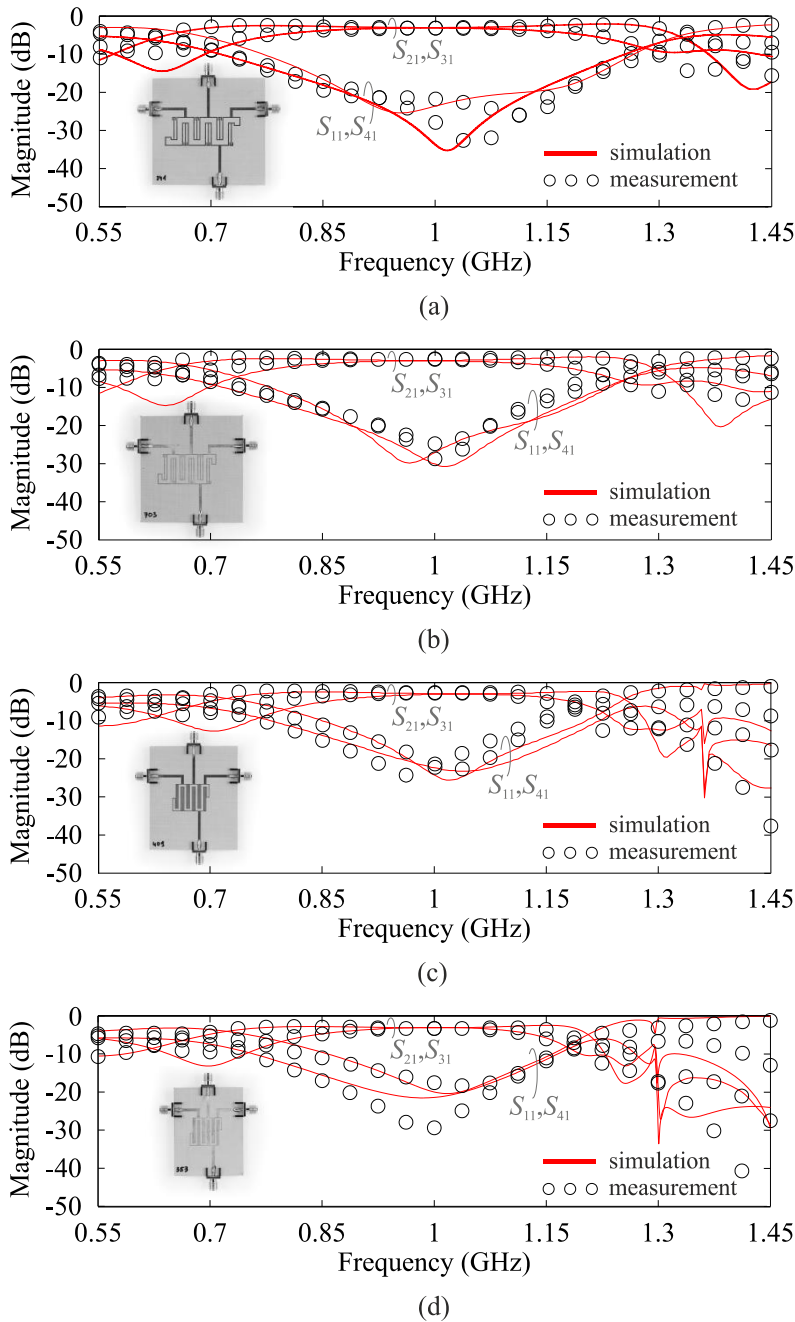 0
-10
-20
-30
-40
-50
Magnitude (dB)
S21,S31
S11,S41
simulation
measurement
0.55 0.7 0.85 1 1.15 1.3 1.45
Frequency (GHz)
(a)
0
-10
-20
-30
-40
-50
Magnitude (dB)
S21,S31
S11,S41
703
simulation
measurement
0.55 0.7 0.85 1 1.15 1.3 1.45
Frequency (GHz)
(b)
0
-10
-20
-30
-40
-50
Magnitude (dB)
S21,S31
S11,S41
simulation
measurement
0.55 0.7 0.85 1 1.15 1.3 1.45
Frequency (GHz)
(c)
0
-10
-20
-30
-40
-50
Magnitude (dB)
S21,S31
S11,S41
353
simulation
measurement
0.55 0.7 0.85 1 1.15 1.3 1.45
Frequency (GHz)
(d)